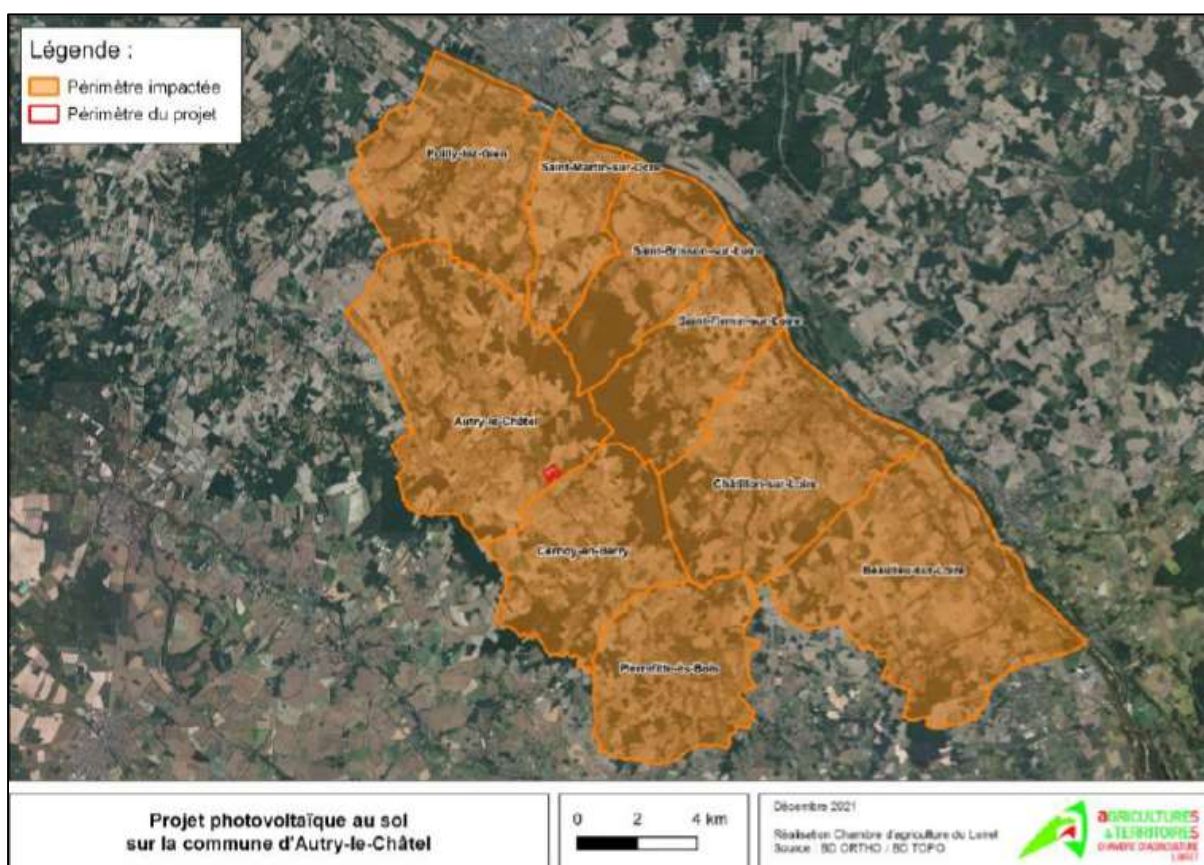 Légende :
Périmètre impactée
Périmètre du projet
Poilly-lez-Gien
Saint-Martin-sur-Ocre
Saint-Brisson-sur-Loire
Saint-Firmin-sur-Loire
Autry-le-Châtel
Châtillon-sur-Loire
Cernoy-en-Berry
Beaulieu-sur-Loire
Pierrefitte-ès-Bois
Projet photovoltaïque au sol
sur la commune d'Autry-le-Châtel
0 2 4 km
Décembre 2021
Réalisation Chambre d'agriculture du Loiret
Source : BD ORTHO / BD TOPO
AGRICULTURES
& TERRITOIRES
CHAMBRE D'AGRICULTURE
LOIRET